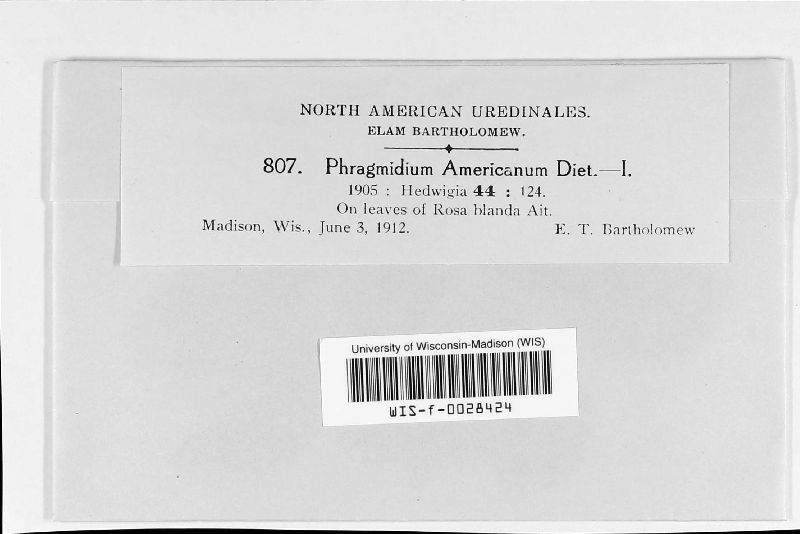 NORTH AMERICAN UREDINALES.
ELAM BARTHOLOMEW.
807. Phragmidium Americanum Diet.—I.
1905 : Hedwigia 44 : 124.
On leaves of Rosa blanda Ait.
Madison, Wis., June 3, 1912. E. T. Bartholomew
University of Wisconsin-Madison (WIS)
WIS-f-0028424